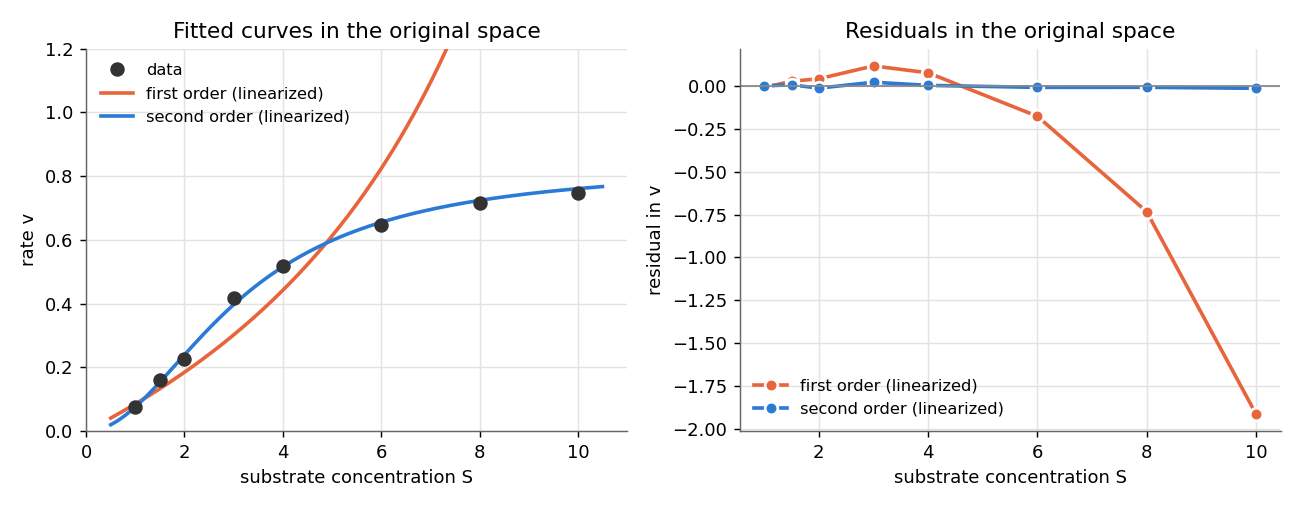 Fitted curves in the original space
1.2
1.0
0.8
0.6
0.4
0.2
0.0
rate v
data
first order (linearized)
second order (linearized)
0 2 4 6 8 10
substrate concentration S
Residuals in the original space
0.00
−0.25
−0.50
−0.75
−1.00
−1.25
−1.50
−1.75
−2.00
residual in v
first order (linearized)
second order (linearized)
2 4 6 8 10
substrate concentration S